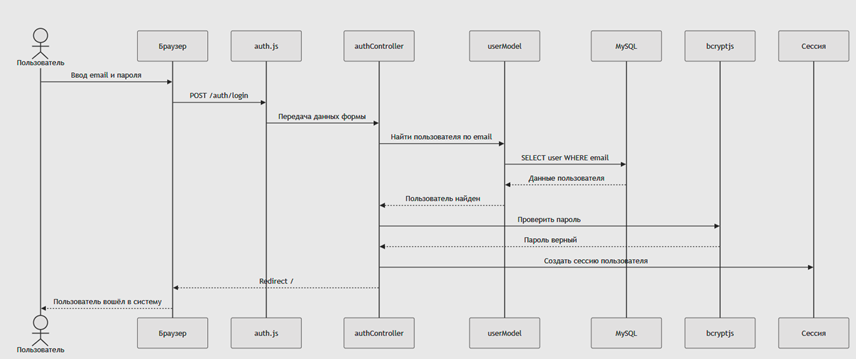 Пользователь
Браузер
auth.js
authController
userModel
MySQL
bcryptjs
Сессия
Ввод email и пароля
POST /auth/login
Передача данных формы
Найти пользователя по email
SELECT user WHERE email
Данные пользователя
Пользователь найден
Проверить пароль
Пароль верный
Создать сессию пользователя
Redirect /
Пользователь вошёл в систему
Пользователь
Браузер
auth.js
authController
userModel
MySQL
bcryptjs
Сессия